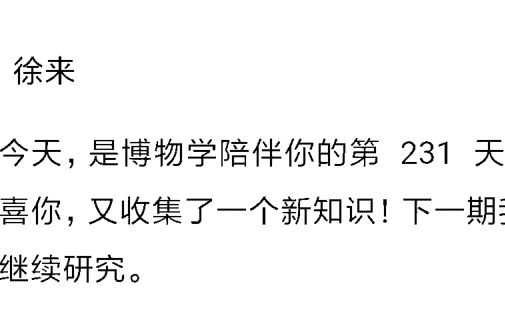 徐来
今天，是博物学陪伴你的第 231 天
喜你，又收集了一个新知识！下一期
继续研究。